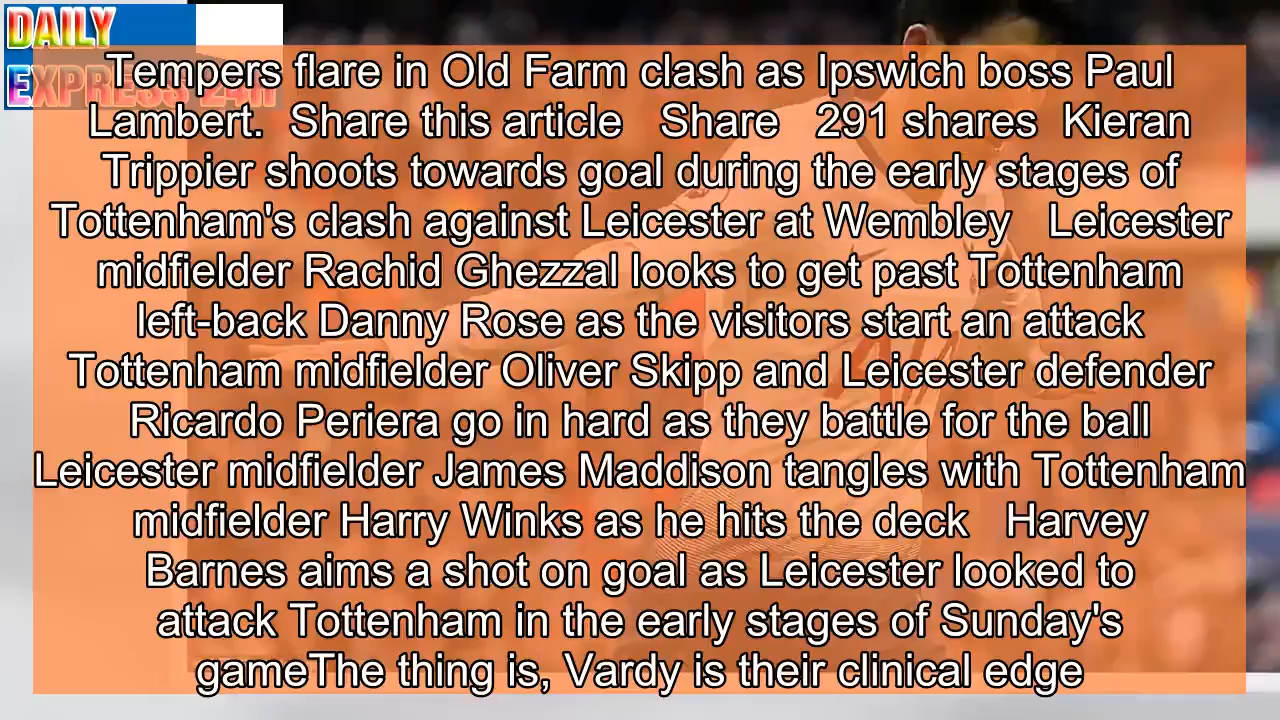 DAILY
EXPRESS 24H
Tempers flare in Old Farm clash as Ipswich boss Paul
Lambert. Share this article Share 291 shares Kieran
Trippier shoots towards goal during the early stages of
Tottenham's clash against Leicester at Wembley Leicester
midfielder Rachid Ghezzal looks to get past Tottenham
left-back Danny Rose as the visitors start an attack
Tottenham midfielder Oliver Skipp and Leicester defender
Ricardo Periera go in hard as they battle for the ball
Leicester midfielder James Maddison tangles with Tottenham
midfielder Harry Winks as he hits the deck Harvey
Barnes aims a shot on goal as Leicester looked to
attack Tottenham in the early stages of Sunday's
gameThe thing is, Vardy is their clinical edge